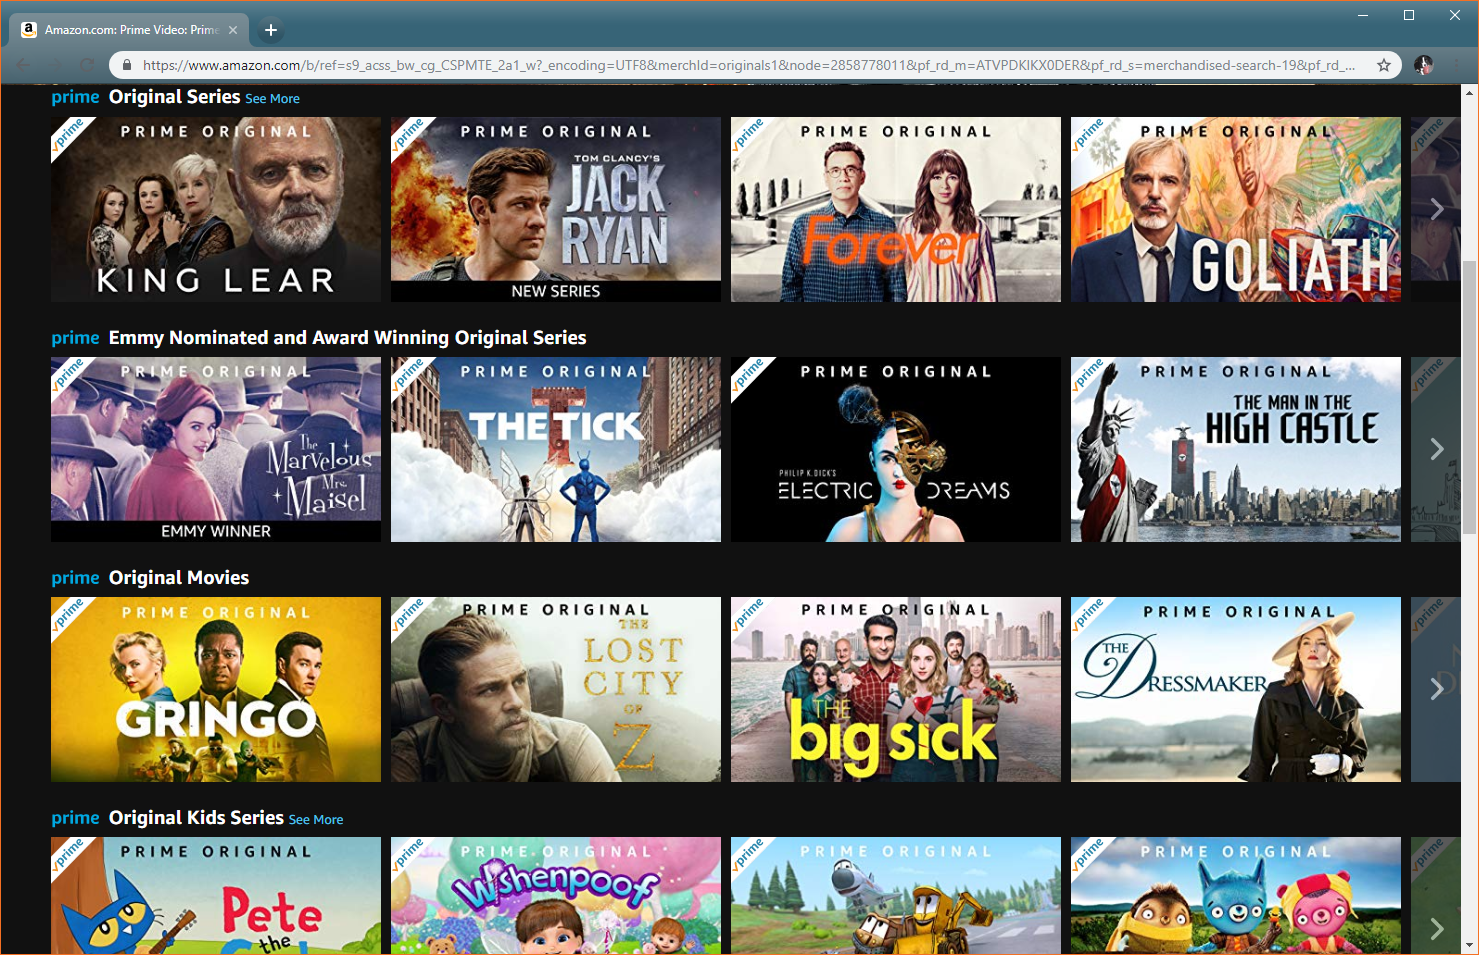 Amazon.com: Prime Video: Prime
https://www.amazon.com/b/ref=s9_acss_bw_cg_CSPMTE_2a1_w?_encoding=UTF8&merchId=originals1&node=2858778011&pf_rd_m=ATVPDKIKX0DER&pf_rd_s=merchandised-search-19&pf_rd_...
prime Original Series See More
prime PRIME ORIGINAL
KING LEAR
prime PRIME ORIGINAL
TOM CLANCY'S
JACK
RYAN
NEW SERIES
prime PRIME ORIGINAL
Forever
prime PRIME ORIGINAL
GOLIATH
prime
prime Emmy Nominated and Award Winning Original Series
prime PRIME ORIGINAL
The
Marvelous
Mrs.
Maisel
EMMY WINNER
prime PRIME ORIGINAL
THE TICK
prime PRIME ORIGINAL
PHILIP K. DICK'S
ELECTRIC DREAMS
prime PRIME ORIGINAL
THE MAN IN THE
HIGH CASTLE
prime
prime Original Movies
prime PRIME ORIGINAL
GRINGO
prime PRIME ORIGINAL
THE
LOST
CITY
OF
Z
prime PRIME ORIGINAL
THE
big sick
prime PRIME ORIGINAL
THE
DRESSMAKER
prime
prime Original Kids Series See More
prime PRIME ORIGINAL
Pete
the
prime PRIME ORIGINAL
Wishenpoof
prime PRIME ORIGINAL
prime PRIME ORIGINAL
prime